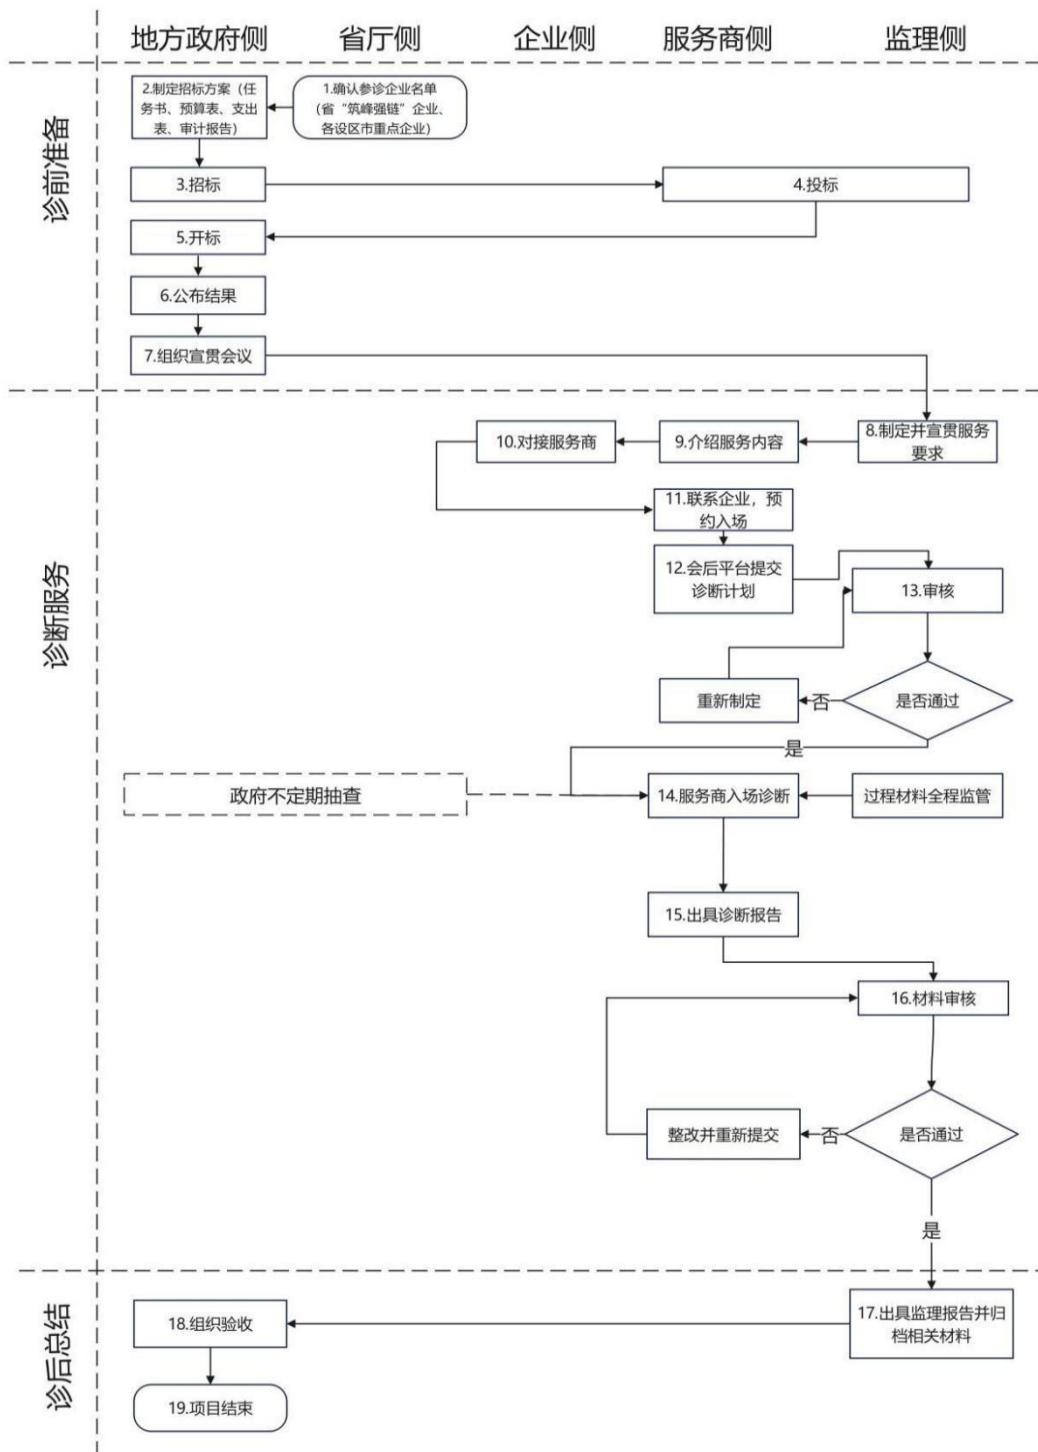 地方政府侧
省厅侧
企业侧
服务商侧
监理侧
诊前准备
2.制定招标方案（任
务书、预算表、支出
表、审计报告）
1.确认参诊企业名单
（省“筑峰强链”企业、
各设区市重点企业）
3.招标
4.投标
5.开标
6.公布结果
7.组织宣贯会议
诊断服务
10.对接服务商
9.介绍服务内容
8.制定并宣贯服务
要求
11.联系企业，预
约入场
12.会后平台提交
诊断计划
13.审核
重新制定
否
是否通过
是
政府不定期抽查
14.服务商入场诊断
过程材料全程监管
15.出具诊断报告
16.材料审核
整改并重新提交
否
是否通过
是
诊后总结
18.组织验收
17.出具监理报告并归
档相关材料
19.项目结束